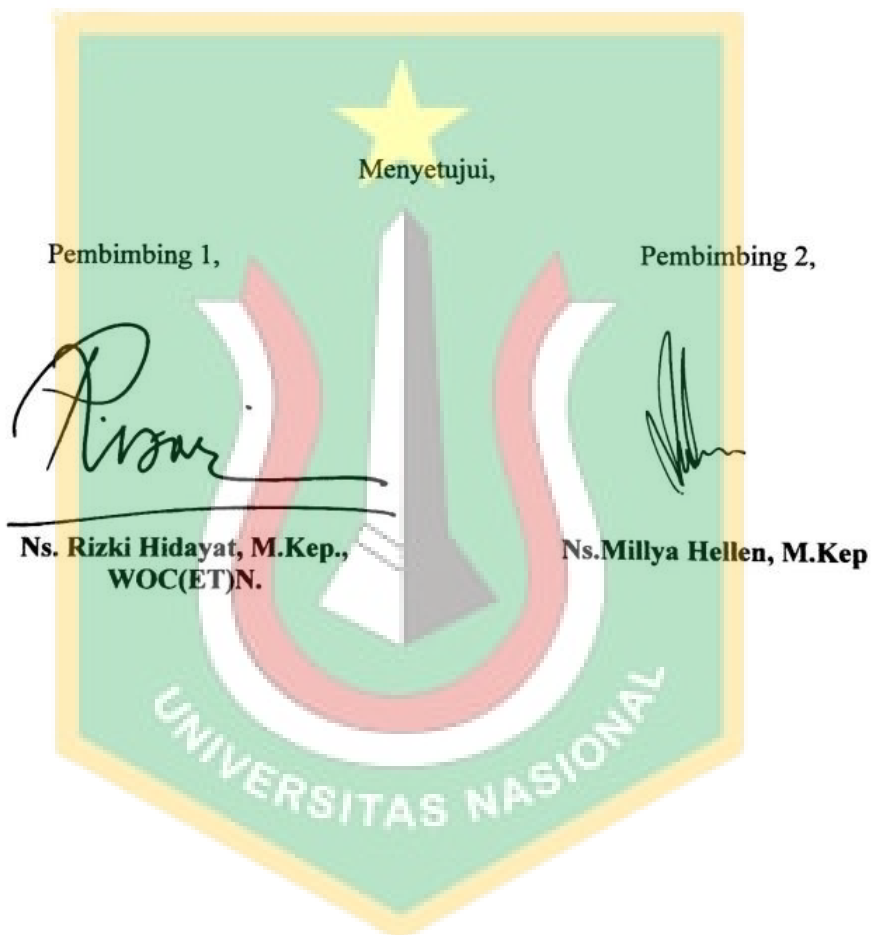 Menyetujui,
Pembimbing 1,
Pembimbing 2,
Ns. Rizki Hidayat, M.Kep.,
WOC(ET)N.
Ns.Millya Hellen, M.Kep
UNIVERSITAS NASIONAL